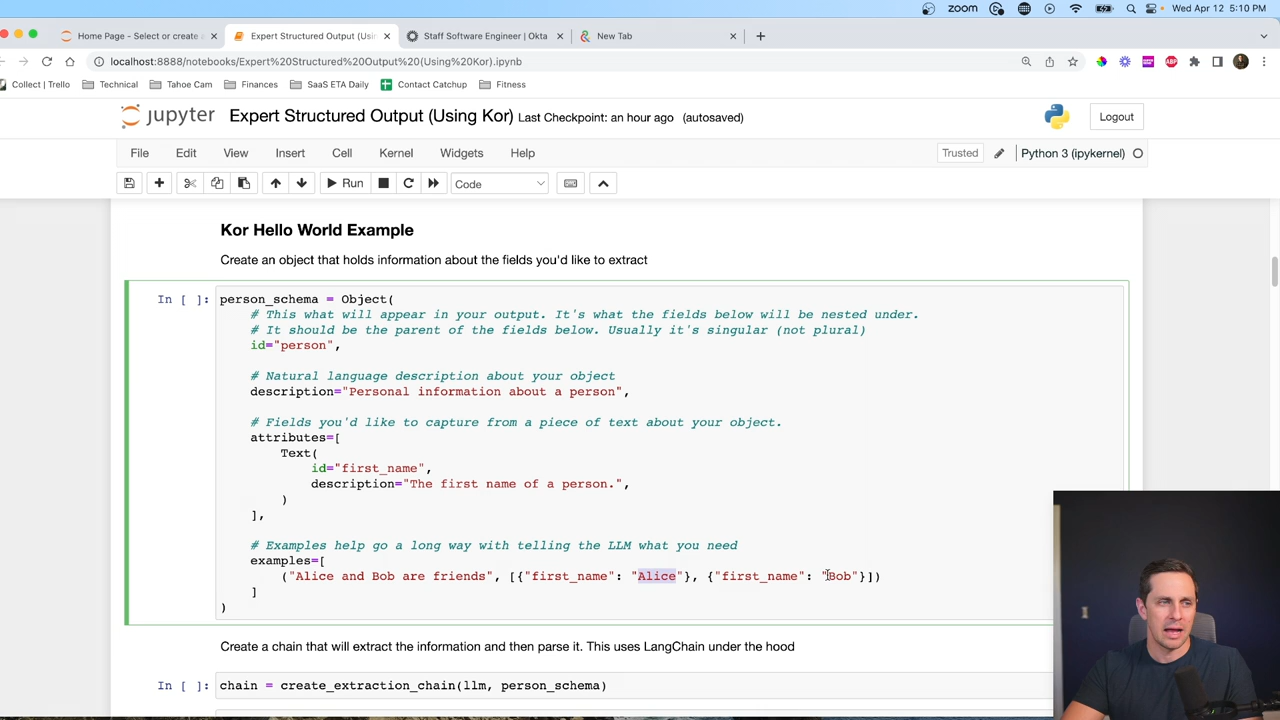 zoom
Wed Apr 12 5:10 PM
Home Page - Select or create a
Expert Structured Output (Usin
Staff Software Engineer | Okta
New Tab
localhost:8888/notebooks/Expert%20Structured%20Output%20(Using%20Kor).ipynb
Collect | Trello
Technical
Tahoe Cam
Finances
SaaS ETA Daily
Contact Catchup
Fitness
jupyter
Expert Structured Output (Using Kor) Last Checkpoint: an hour ago (autosaved)
Logout
File Edit View Insert Cell Kernel Widgets Help
Trusted
Python 3 (ipykernel)
Run
Code
Kor Hello World Example
Create an object that holds information about the fields you'd like to extract
In [ ]:
person_schema = Object(
# This what will appear in your output. It's what the fields below will be nested under.
# It should be the parent of the fields below. Usually it's singular (not plural)
id="person",
# Natural language description about your object
description="Personal information about a person",
# Fields you'd like to capture from a piece of text about your object.
attributes=[
Text(
id="first_name",
description="The first name of a person.",
)
],
# Examples help go a long way with telling the LLM what you need
examples=[
("Alice and Bob are friends", [{"first_name": "Alice"}, {"first_name": "Bob"}])
]
)
Create a chain that will extract the information and then parse it. This uses LangChain under the hood
In [ ]:
chain = create_extraction_chain(llm, person_schema)